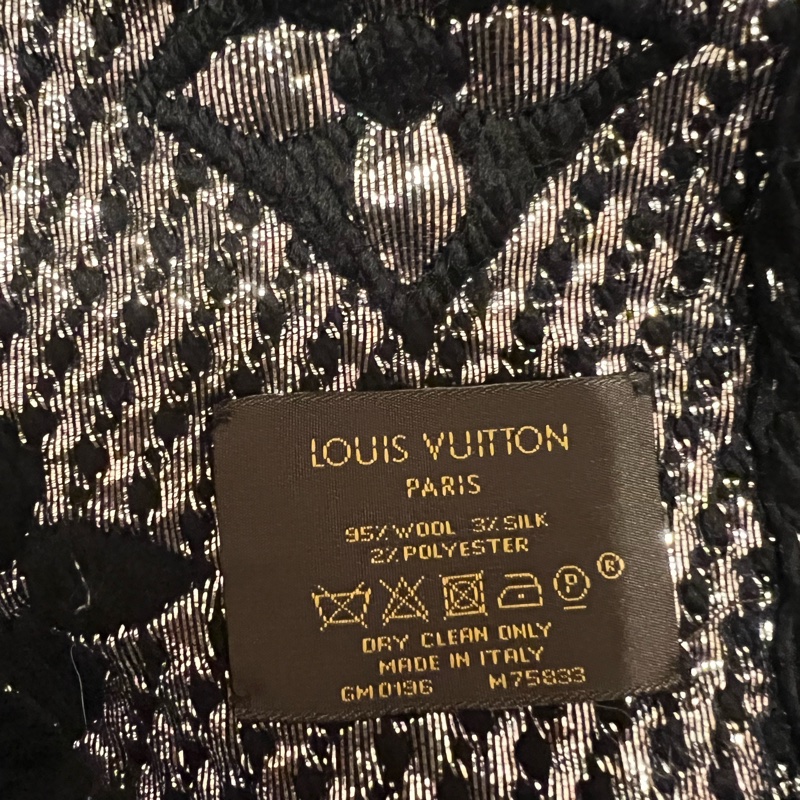 LOUIS VUITTON
PARIS
95% WOOL 3% SILK
2% POLYESTER
P ®
DRY CLEAN ONLY
MADE IN ITALY
GM0196 M75833